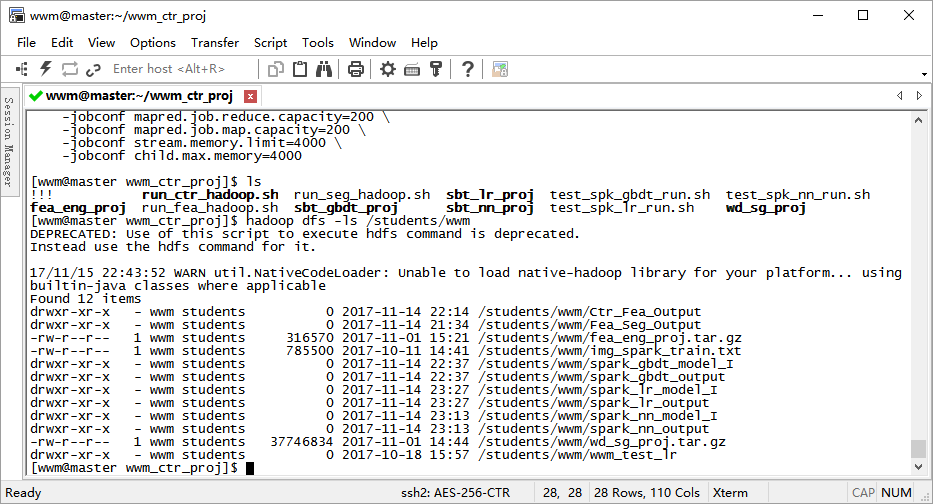 wwm@master:~/wwm_ctr_proj
File Edit View Options Transfer Script Tools Window Help
Enter host <Alt+R>
Session Manager
wwm@master:~/wwm_ctr_proj
    -jobconf mapred.job.reduce.capacity=200 \
    -jobconf mapred.job.map.capacity=200 \
    -jobconf stream.memory.limit=4000 \
    -jobconf child.max.memory=4000
[wwm@master wwm_ctr_proj]$ ls
!!!           run_ctr_hadoop.sh  run_seg_hadoop.sh  sbt_lr_proj  test_spk_gbdt_run.sh  test_spk_nn_run.sh
fea_eng_proj  run_fea_hadoop.sh  sbt_gbdt_proj      sbt_nn_proj  test_spk_lr_run.sh    wd_sg_proj
[wwm@master wwm_ctr_proj]$ hadoop dfs -ls /students/wwm
DEPRECATED: Use of this script to execute hdfs command is deprecated.
Instead use the hdfs command for it.
17/11/15 22:43:52 WARN util.NativeCodeLoader: Unable to load native-hadoop library for your platform... using
builtin-java classes where applicable
Found 12 items
drwxr-xr-x   - wwm students          0 2017-11-14 22:14 /students/wwm/Ctr_Fea_Output
drwxr-xr-x   - wwm students          0 2017-11-14 21:34 /students/wwm/Fea_Seg_Output
-rw-r--r--   1 wwm students     316570 2017-11-01 15:21 /students/wwm/fea_eng_proj.tar.gz
-rw-r--r--   1 wwm students     785500 2017-10-11 14:41 /students/wwm/img_spark_train.txt
drwxr-xr-x   - wwm students          0 2017-11-14 22:37 /students/wwm/spark_gbdt_model_I
drwxr-xr-x   - wwm students          0 2017-11-14 22:37 /students/wwm/spark_gbdt_output
drwxr-xr-x   - wwm students          0 2017-11-14 23:27 /students/wwm/spark_lr_model_I
drwxr-xr-x   - wwm students          0 2017-11-14 23:27 /students/wwm/spark_lr_output
drwxr-xr-x   - wwm students          0 2017-11-14 23:13 /students/wwm/spark_nn_model_I
drwxr-xr-x   - wwm students          0 2017-11-14 23:13 /students/wwm/spark_nn_output
-rw-r--r--   1 wwm students   37746834 2017-11-01 14:44 /students/wwm/wd_sg_proj.tar.gz
drwxr-xr-x   - wwm students          0 2017-10-18 15:57 /students/wwm/wwm_test_lr
[wwm@master wwm_ctr_proj]$
Ready ssh2: AES-256-CTR 28, 28 28 Rows, 110 Cols Xterm CAP NUM